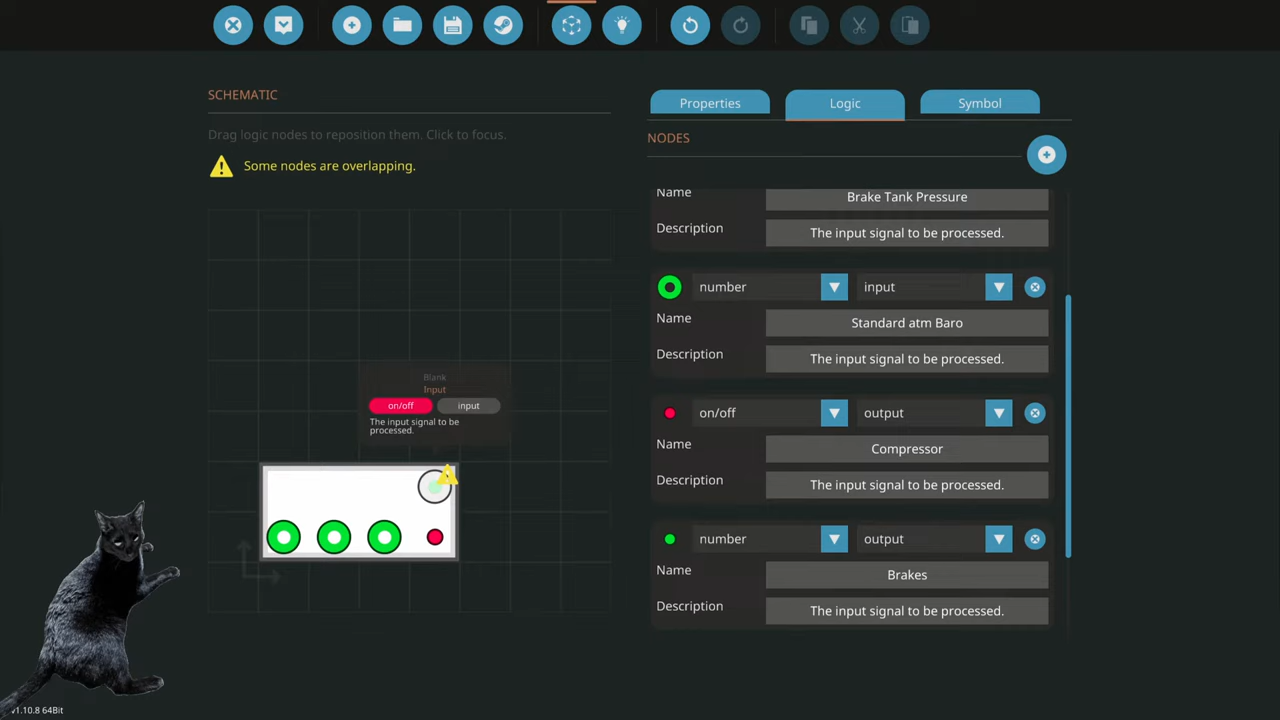 SCHEMATIC
Drag logic nodes to reposition them. Click to focus.
Some nodes are overlapping.
Blank
Input
on/off input
The input signal to be
processed.
Properties Logic Symbol
NODES
Name Brake Tank Pressure
Description The input signal to be processed.
number input
Name Standard atm Baro
Description The input signal to be processed.
on/off output
Name Compressor
Description The input signal to be processed.
number output
Name Brakes
Description The input signal to be processed.
v1.10.8 64Bit